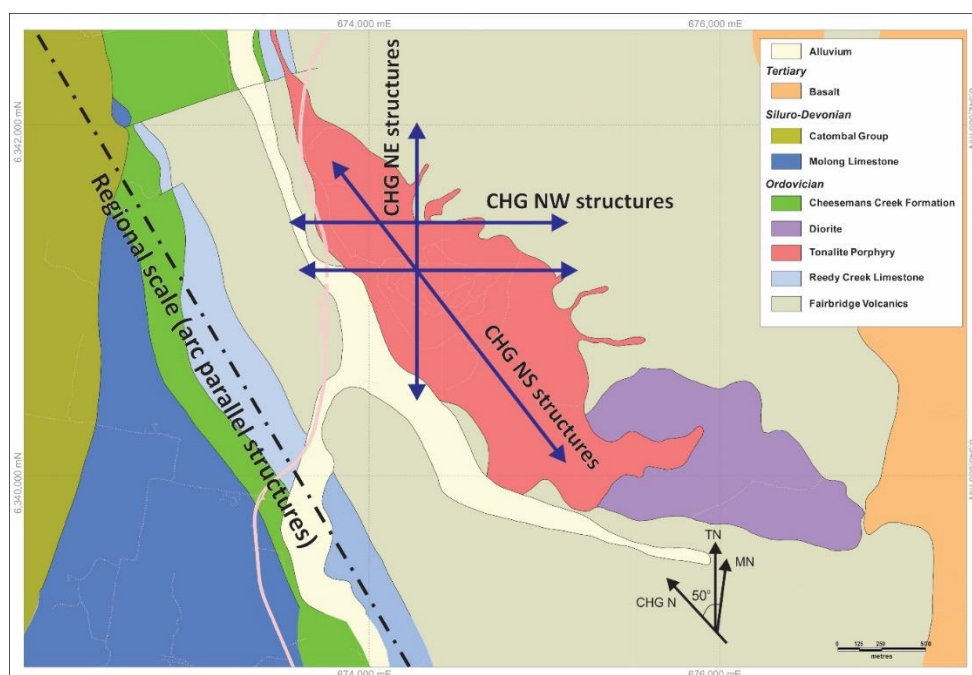 674,000 mE
676,000 mE
6,342,000 mN
6,340,000 mN
Regional scale (arc parallel structures)
CHG NE structures
CHG NW structures
CHG NS structures
Alluvium
Tertiary
Basalt
Siluro-Devonian
Catombal Group
Molong Limestone
Ordovician
Cheesemans Creek Formation
Diorite
Tonalite Porphyry
Reedy Creek Limestone
Fairbridge Volcanics
TN
MN
CHG N
50°
0 125 250 500
metres
674,000 mE
676,000 mE